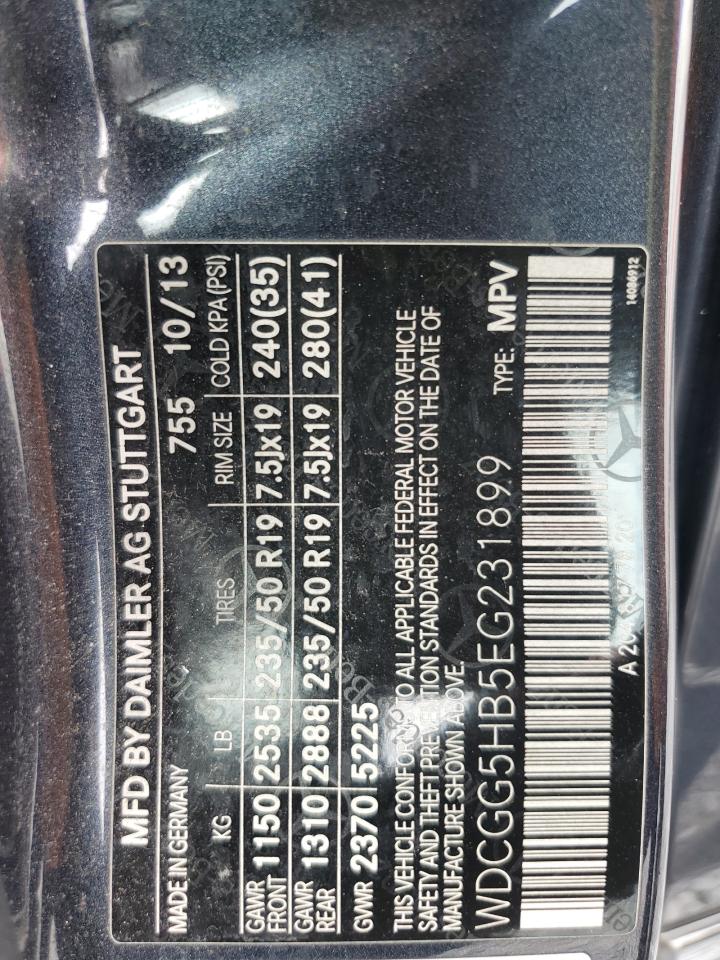 MFD BY DAIMLER AG STUTTGART
MADE IN GERMANY 755 10/13
KG LB TIRES RIM SIZE COLD KPA (PSI)
GAWR FRONT 1150 2535 235/50 R19 7.5Jx19 240(35)
GAWR REAR 1310 2888 235/50 R19 7.5Jx19 280(41)
GVWR 2370 5225
THIS VEHICLE CONFORMS TO ALL APPLICABLE FEDERAL MOTOR VEHICLE
SAFETY AND THEFT PREVENTION STANDARDS IN EFFECT ON THE DATE OF
MANUFACTURE SHOWN ABOVE.
WDCGG5HB5EG231899 TYPE: MPV
A 14086912